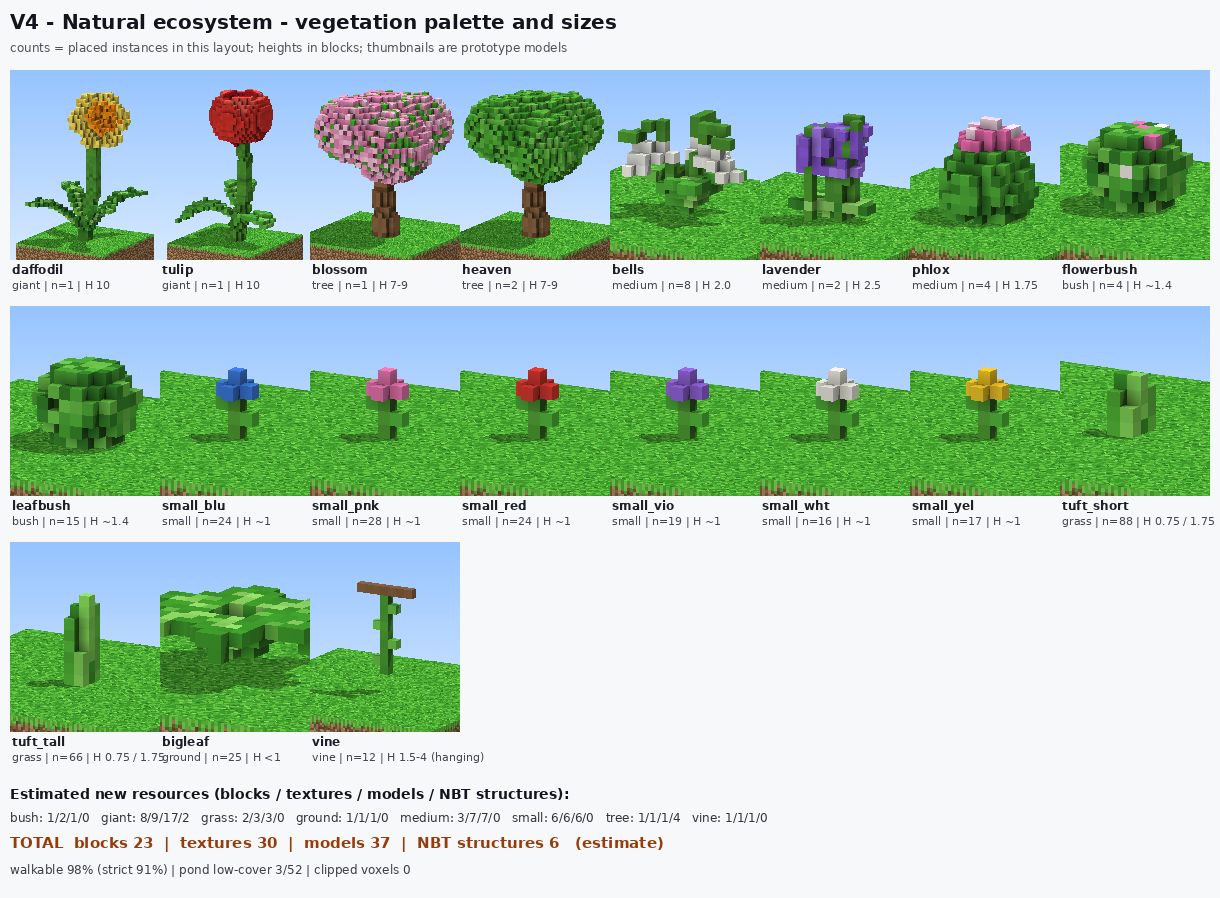 V4 - Natural ecosystem - vegetation palette and sizes
counts = placed instances in this layout; heights in blocks; thumbnails are prototype models
daffodil tulip blossom heaven bells lavender phlox flowerbush
giant | n=1 | H 10 giant | n=1 | H 10 tree | n=1 | H 7-9 tree | n=2 | H 7-9 medium | n=8 | H 2.0 medium | n=2 | H 2.5 medium | n=4 | H 1.75 bush | n=4 | H ~1.4
leafbush small_blu small_pnk small_red small_vio small_wht small_yel tuft_short
bush | n=15 | H ~1.4 small | n=24 | H ~1 small | n=28 | H ~1 small | n=24 | H ~1 small | n=19 | H ~1 small | n=16 | H ~1 small | n=17 | H ~1 grass | n=88 | H 0.75 / 1.75
tuft_tall bigleaf vine
grass | n=66 | H 0.75 / 1.75 ground | n=25 | H <1 vine | n=12 | H 1.5-4 (hanging)
Estimated new resources (blocks / textures / models / NBT structures):
bush: 1/2/1/0 giant: 8/9/17/2 grass: 2/3/3/0 ground: 1/1/1/0 medium: 3/7/7/0 small: 6/6/6/0 tree: 1/1/1/4 vine: 1/1/1/0
TOTAL blocks 23 | textures 30 | models 37 | NBT structures 6 (estimate)
walkable 98% (strict 91%) | pond low-cover 3/52 | clipped voxels 0